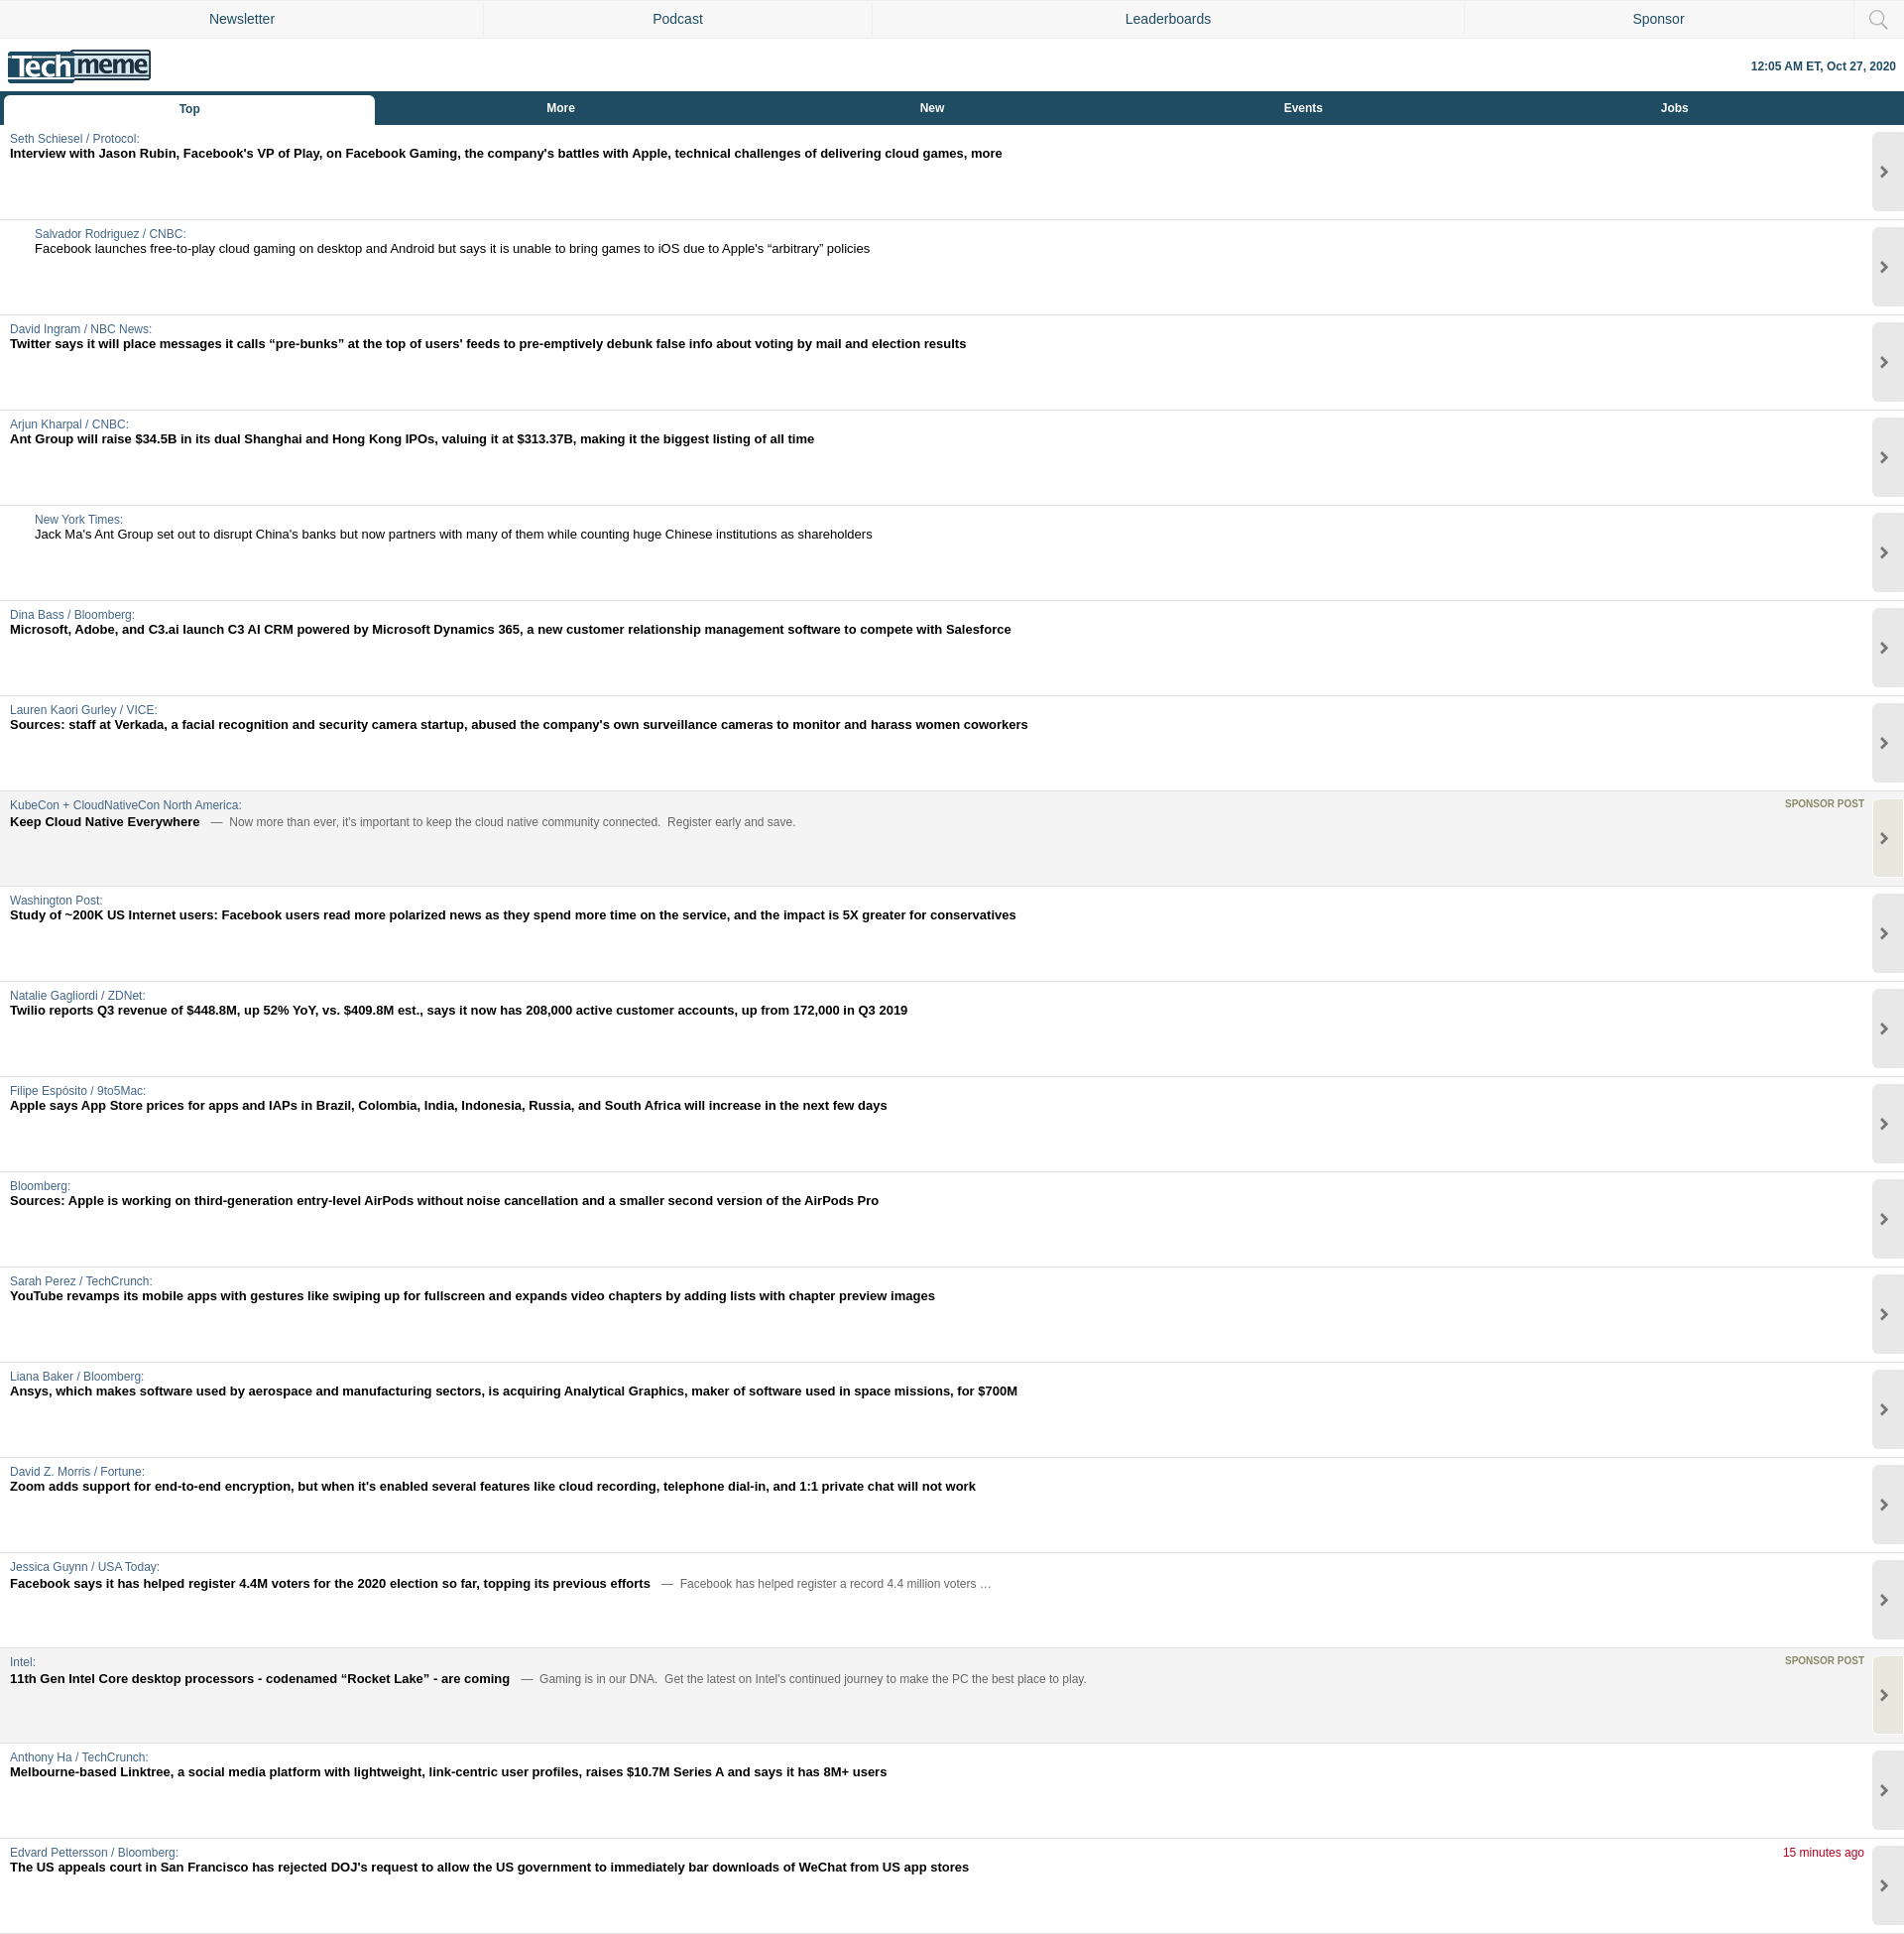 Newsletter
Podcast
Leaderboards
Sponsor
Techmeme
12:05 AM ET, Oct 27, 2020
Top
More
New
Events
Jobs
Seth Schiesel / Protocol:
Interview with Jason Rubin, Facebook's VP of Play, on Facebook Gaming, the company's battles with Apple, technical challenges of delivering cloud games, more
Salvador Rodriguez / CNBC:
Facebook launches free-to-play cloud gaming on desktop and Android but says it is unable to bring games to iOS due to Apple's “arbitrary” policies
David Ingram / NBC News:
Twitter says it will place messages it calls “pre-bunks” at the top of users' feeds to pre-emptively debunk false info about voting by mail and election results
Arjun Kharpal / CNBC:
Ant Group will raise $34.5B in its dual Shanghai and Hong Kong IPOs, valuing it at $313.37B, making it the biggest listing of all time
New York Times:
Jack Ma's Ant Group set out to disrupt China's banks but now partners with many of them while counting huge Chinese institutions as shareholders
Dina Bass / Bloomberg:
Microsoft, Adobe, and C3.ai launch C3 AI CRM powered by Microsoft Dynamics 365, a new customer relationship management software to compete with Salesforce
Lauren Kaori Gurley / VICE:
Sources: staff at Verkada, a facial recognition and security camera startup, abused the company's own surveillance cameras to monitor and harass women coworkers
KubeCon + CloudNativeCon North America:
SPONSOR POST
Keep Cloud Native Everywhere — Now more than ever, it's important to keep the cloud native community connected. Register early and save.
Washington Post:
Study of ~200K US Internet users: Facebook users read more polarized news as they spend more time on the service, and the impact is 5X greater for conservatives
Natalie Gagliordi / ZDNet:
Twilio reports Q3 revenue of $448.8M, up 52% YoY, vs. $409.8M est., says it now has 208,000 active customer accounts, up from 172,000 in Q3 2019
Filipe Espósito / 9to5Mac:
Apple says App Store prices for apps and IAPs in Brazil, Colombia, India, Indonesia, Russia, and South Africa will increase in the next few days
Bloomberg:
Sources: Apple is working on third-generation entry-level AirPods without noise cancellation and a smaller second version of the AirPods Pro
Sarah Perez / TechCrunch:
YouTube revamps its mobile apps with gestures like swiping up for fullscreen and expands video chapters by adding lists with chapter preview images
Liana Baker / Bloomberg:
Ansys, which makes software used by aerospace and manufacturing sectors, is acquiring Analytical Graphics, maker of software used in space missions, for $700M
David Z. Morris / Fortune:
Zoom adds support for end-to-end encryption, but when it's enabled several features like cloud recording, telephone dial-in, and 1:1 private chat will not work
Jessica Guynn / USA Today:
Facebook says it has helped register 4.4M voters for the 2020 election so far, topping its previous efforts — Facebook has helped register a record 4.4 million voters …
Intel:
SPONSOR POST
11th Gen Intel Core desktop processors - codenamed “Rocket Lake” - are coming — Gaming is in our DNA. Get the latest on Intel's continued journey to make the PC the best place to play.
Anthony Ha / TechCrunch:
Melbourne-based Linktree, a social media platform with lightweight, link-centric user profiles, raises $10.7M Series A and says it has 8M+ users
Edvard Pettersson / Bloomberg:
15 minutes ago
The US appeals court in San Francisco has rejected DOJ's request to allow the US government to immediately bar downloads of WeChat from US app stores